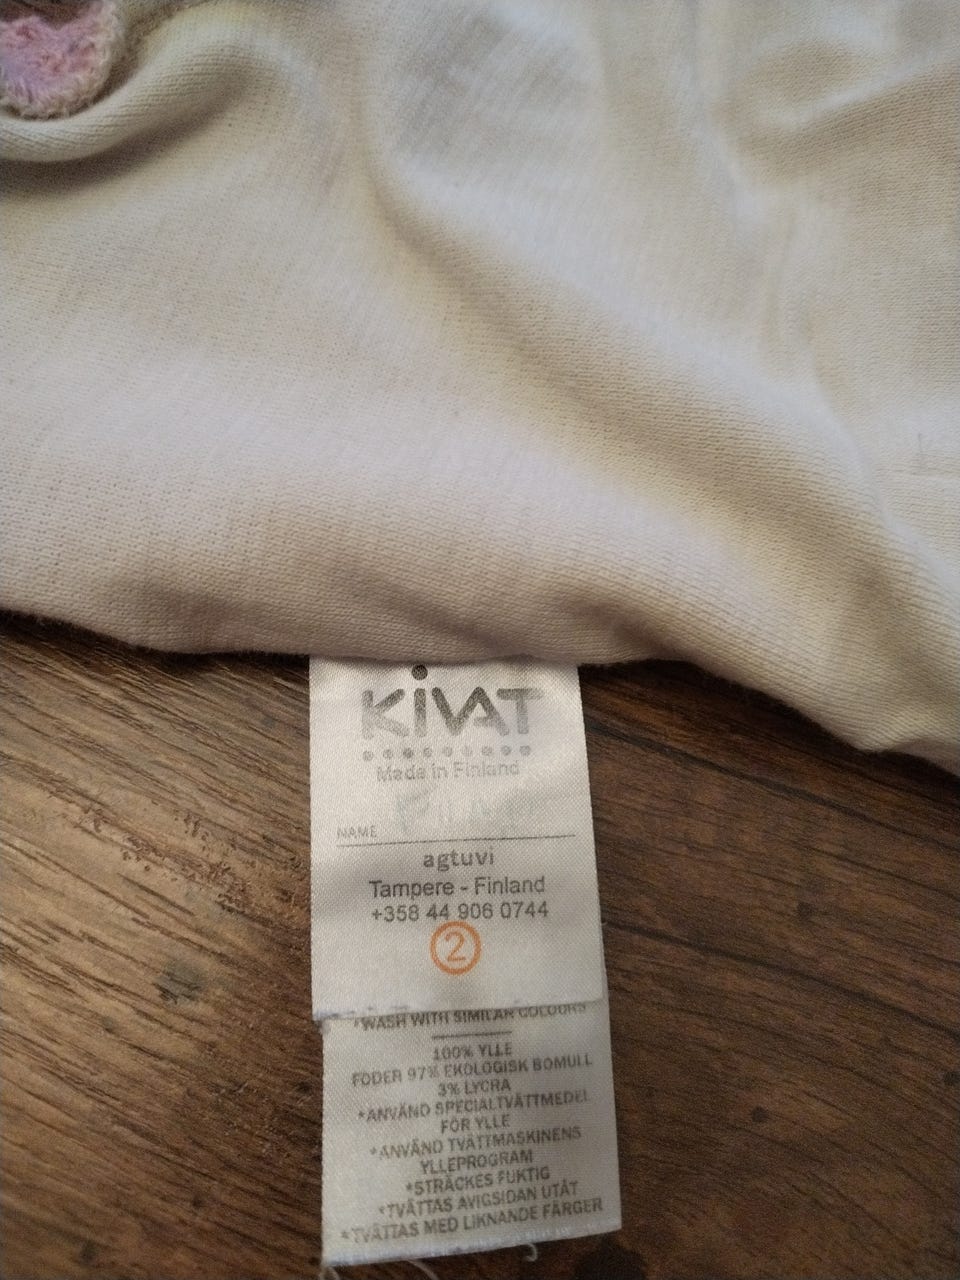 KiVAT
Made in Finland
NAME
agtuvi
Tampere - Finland
+358 44 906 0744
2
*WASH WITH SIMILAR COLOURS
100% YLLE
FODER 97% EKOLOGISK BOMULL
3% LYCRA
*ANVÄND SPECIALTVÄTTMEDEL
FÖR YLLE
*ANVÄND TVÄTTMASKINENS
YLLEPROGRAM
*STRÄCKES FUKTIG
*TVÄTTAS AVIGSIDAN UTÅT
*TVÄTTAS MED LIKNANDE FÄRGER